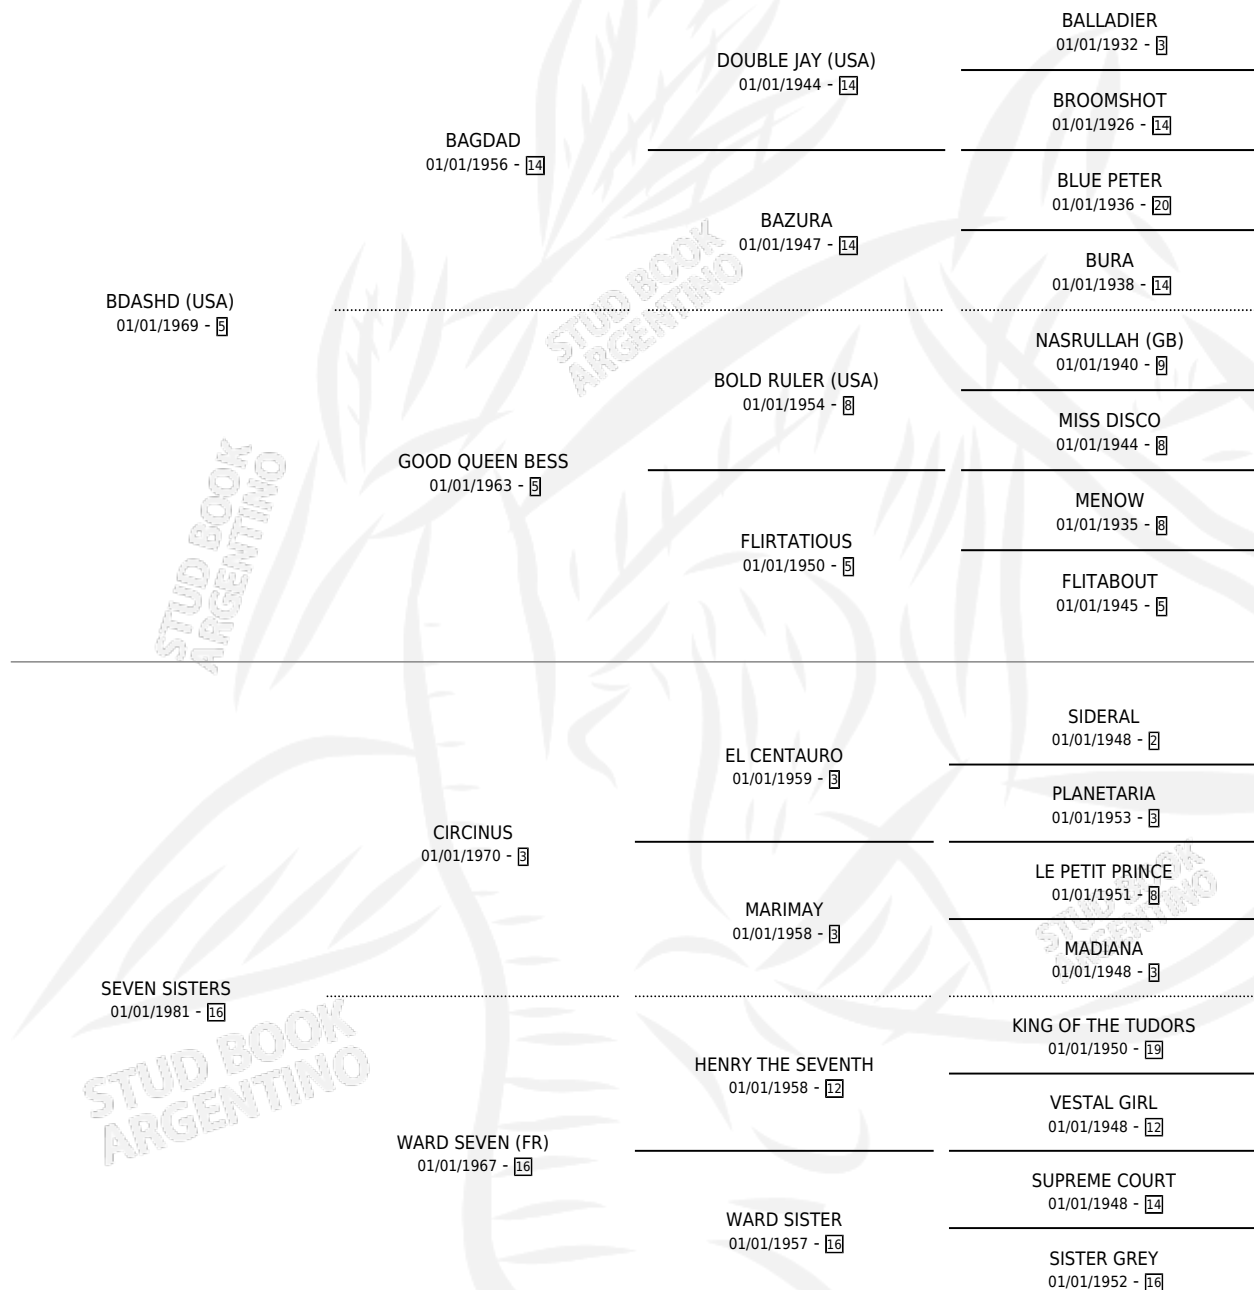 BALLADIER
01/01/1932 - 3
DOUBLE JAY (USA)
01/01/1944 - 14
BROOMSHOT
01/01/1926 - 14
BAGDAD
01/01/1956 - 14
BLUE PETER
01/01/1936 - 20
BAZURA
01/01/1947 - 14
BURA
01/01/1938 - 14
BDASHD (USA)
01/01/1969 - 5
STUD BOOK
ARGENTINO
NASRULLAH (GB)
01/01/1940 - 9
BOLD RULER (USA)
01/01/1954 - 8
MISS DISCO
01/01/1944 - 8
GOOD QUEEN BESS
01/01/1963 - 5
MENOW
01/01/1935 - 8
FLIRTATIOUS
01/01/1950 - 5
FLITABOUT
01/01/1945 - 5
STUD BOOK
ARGENTINO
SIDERAL
01/01/1948 - 2
EL CENTAURO
01/01/1959 - 3
PLANETARIA
01/01/1953 - 3
CIRCINUS
01/01/1970 - 3
LE PETIT PRINCE
01/01/1951 - 8
MARIMAY
01/01/1958 - 3
STUD BOOK
ARGENTINO
MADIANA
01/01/1948 - 3
SEVEN SISTERS
01/01/1981 - 16
KING OF THE TUDORS
01/01/1950 - 19
HENRY THE SEVENTH
01/01/1958 - 12
STUD BOOK
ARGENTINO
VESTAL GIRL
01/01/1948 - 12
WARD SEVEN (FR)
01/01/1967 - 16
SUPREME COURT
01/01/1948 - 14
WARD SISTER
01/01/1957 - 16
SISTER GREY
01/01/1952 - 16